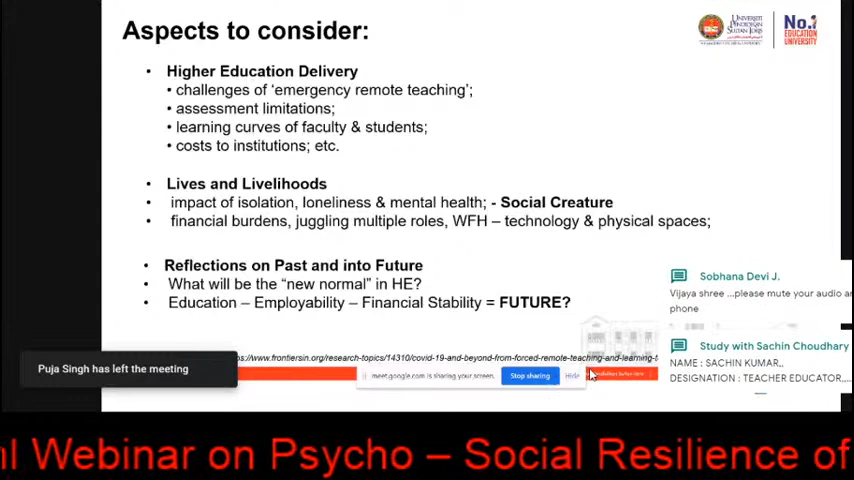 Aspects to consider:
UNIVERSITI
PENDIDIKAN
SULTAN IDRIS
No.1
EDUCATION
UNIVERSITY
• Higher Education Delivery
• challenges of ‘emergency remote teaching’;
• assessment limitations;
• learning curves of faculty & students;
• costs to institutions; etc.
• Lives and Livelihoods
impact of isolation, loneliness & mental health; - Social Creature
• financial burdens, juggling multiple roles, WFH – technology & physical spaces;
• Reflections on Past and into Future
• What will be the “new normal” in HE?
• Education – Employability – Financial Stability = FUTURE?
Sobhana Devi J.
Vijaya shree ...please mute your audio
phone
Study with Sachin Choudhary
NAME : SACHIN KUMAR,,
DESIGNATION : TEACHER EDUCATOR,,,
ps://www.frontiersin.org/research-topics/14310/covid-19-and-beyond-from-forced-remote-teaching-and-learning-t
Puja Singh has left the meeting
meet.google.com is sharing your screen. Stop sharing Hide
Webinar on Psycho – Social Resilience of